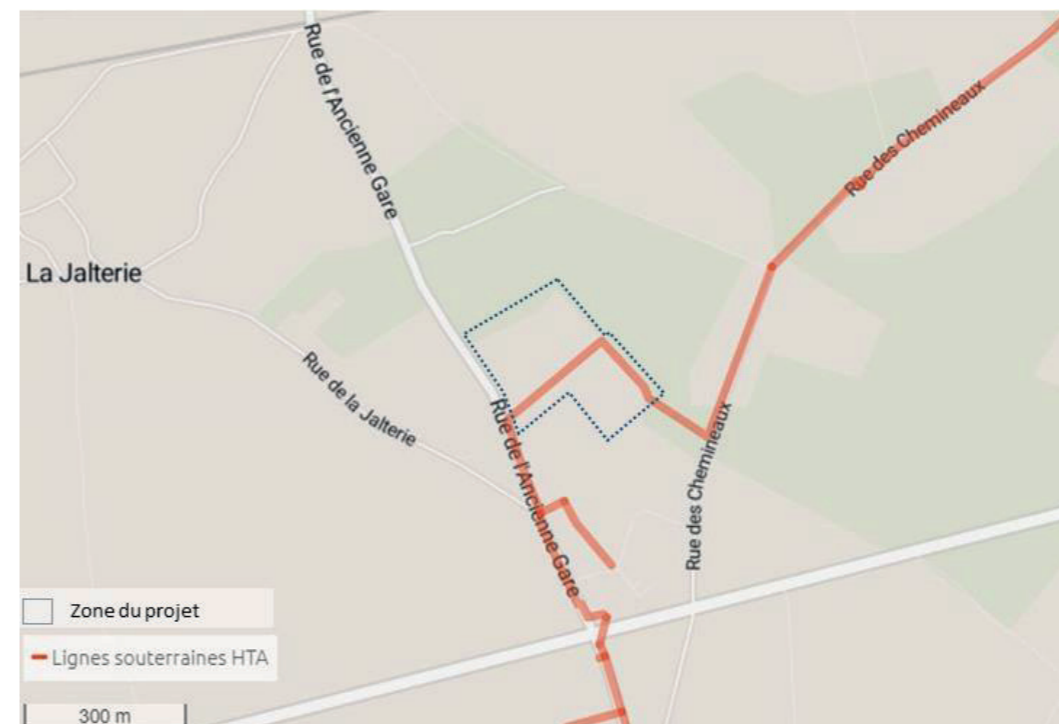 Rue de l'Ancienne Gare
Rue des Chemineaux
La Jalterie
Rue de la Jalterie
Rue de l'Ancienne Gare
Rue des Chemineaux
Zone du projet
Lignes souterraines HTA
300 m